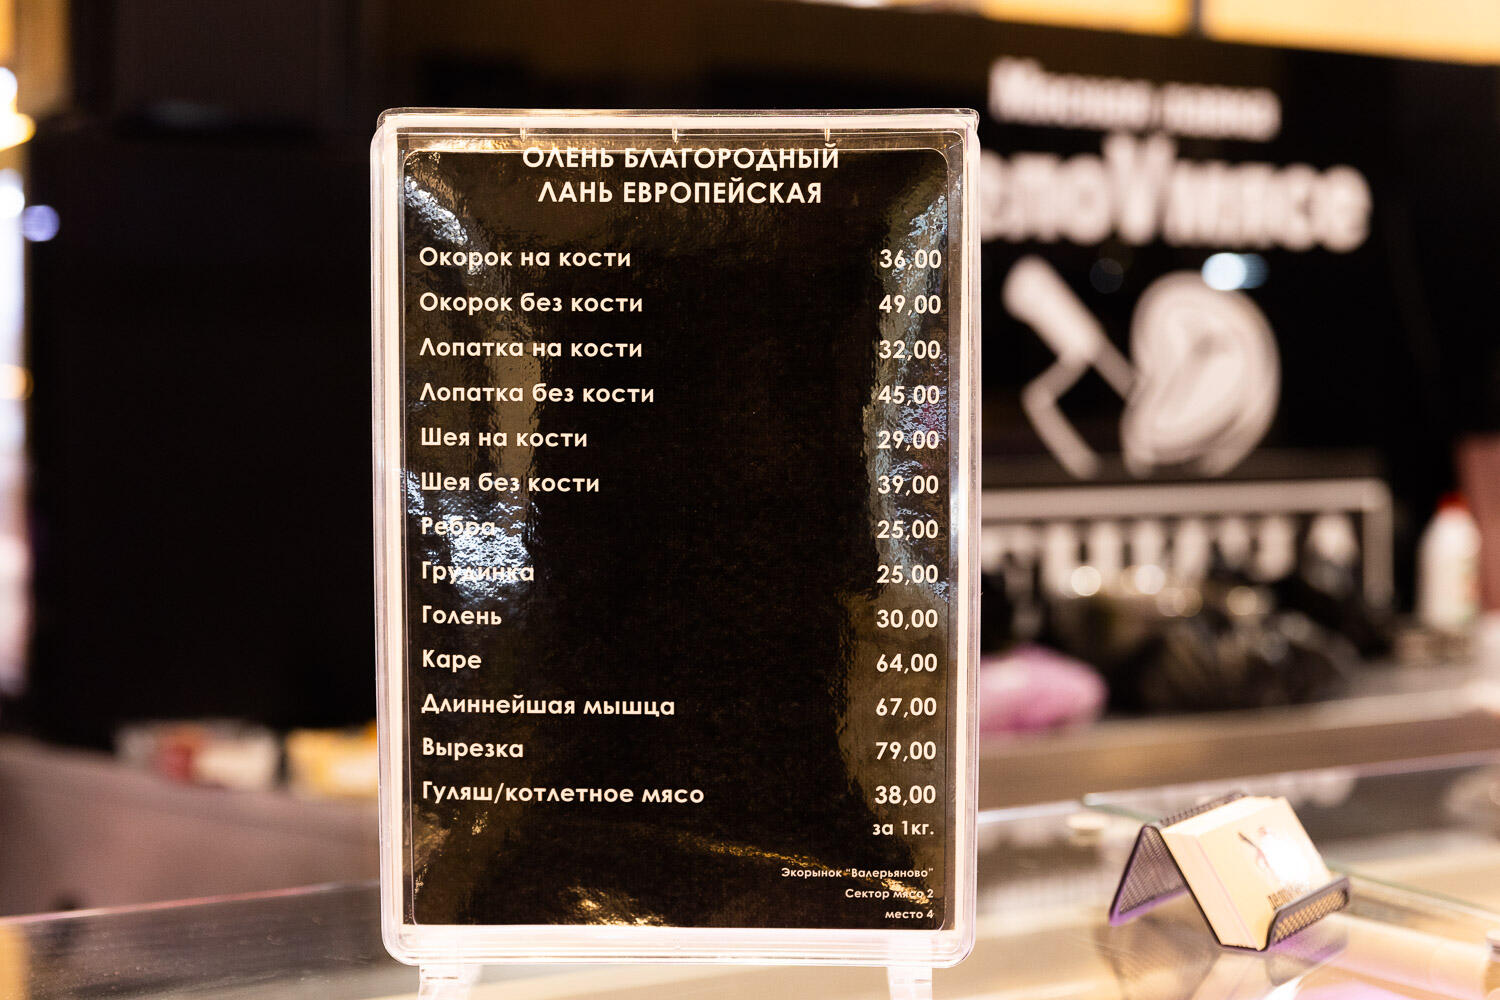 ОЛЕНЬ БЛАГОРОДНЫЙ
ЛАНЬ ЕВРОПЕЙСКАЯ
Окорок на кости 36,00
Окорок без кости 49,00
Лопатка на кости 32,00
Лопатка без кости 45,00
Шея на кости 29,00
Шея без кости 39,00
Ребра 25,00
Грудинка 25,00
Голень 30,00
Каре 64,00
Длиннейшая мышца 67,00
Вырезка 79,00
Гуляш/котлетное мясо 38,00
за 1кг.
Экорынок "Валерьяново"
Сектор мясо 2
место 4
Мясная лавка
елоVмясе